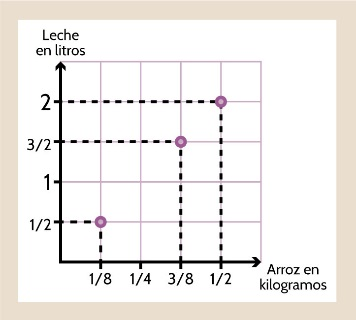 Leche
en litros
2
3/2
1
1/2
1/8 1/4 3/8 1/2
Arroz en
kilogramos